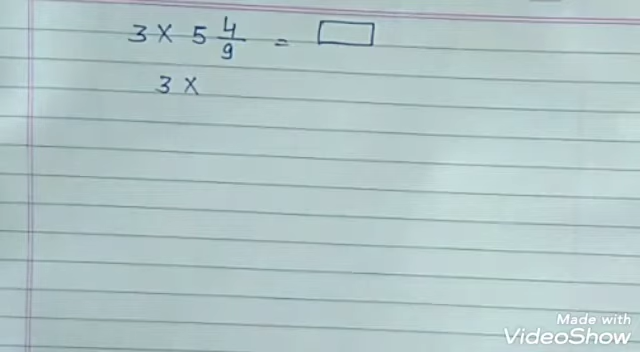 3 × 5 4/9 = □
3 ×
Made with
VideoShow